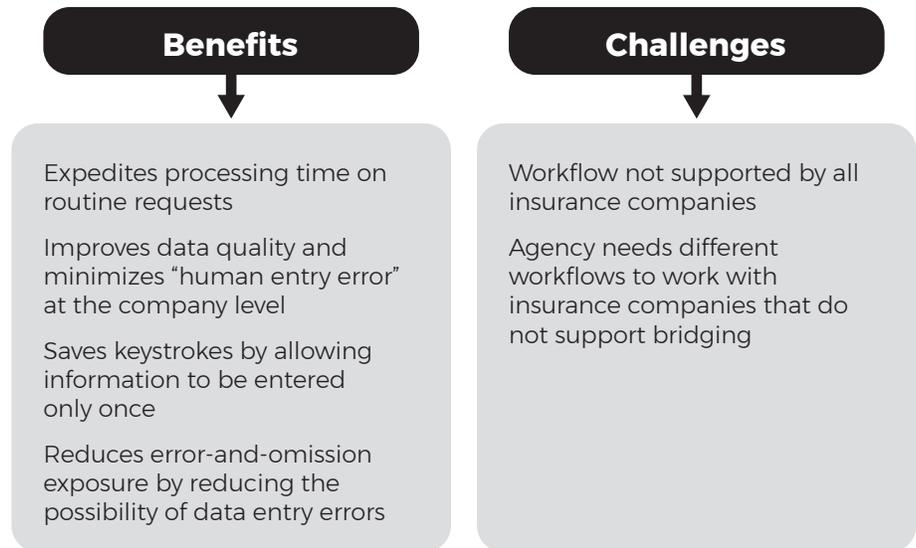 Benefits
Expedites processing time on
routine requests
Improves data quality and
minimizes “human entry error”
at the company level
Saves keystrokes by allowing
information to be entered
only once
Reduces error-and-omission
exposure by reducing the
possibility of data entry errors
Challenges
Workflow not supported by all
insurance companies
Agency needs different
workflows to work with
insurance companies that do
not support bridging